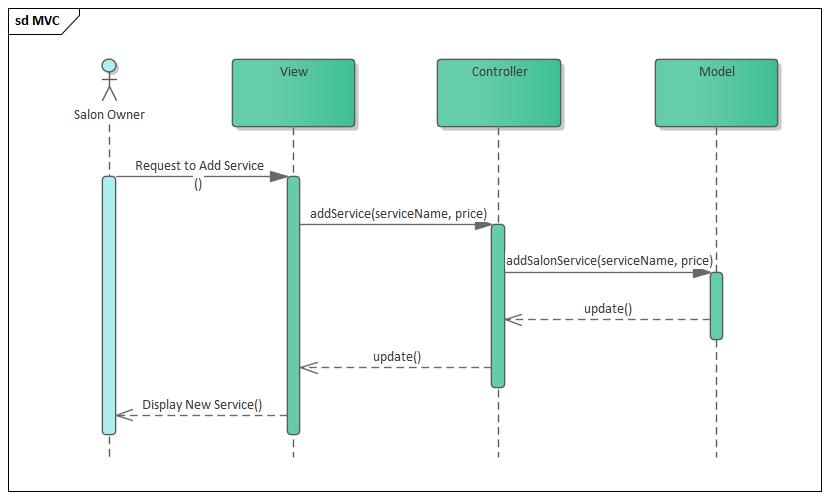 sd MVC
View
Controller
Model
Salon Owner
Request to Add Service
()
addService(serviceName, price)
addSalonService(serviceName, price)
update()
update()
Display New Service()